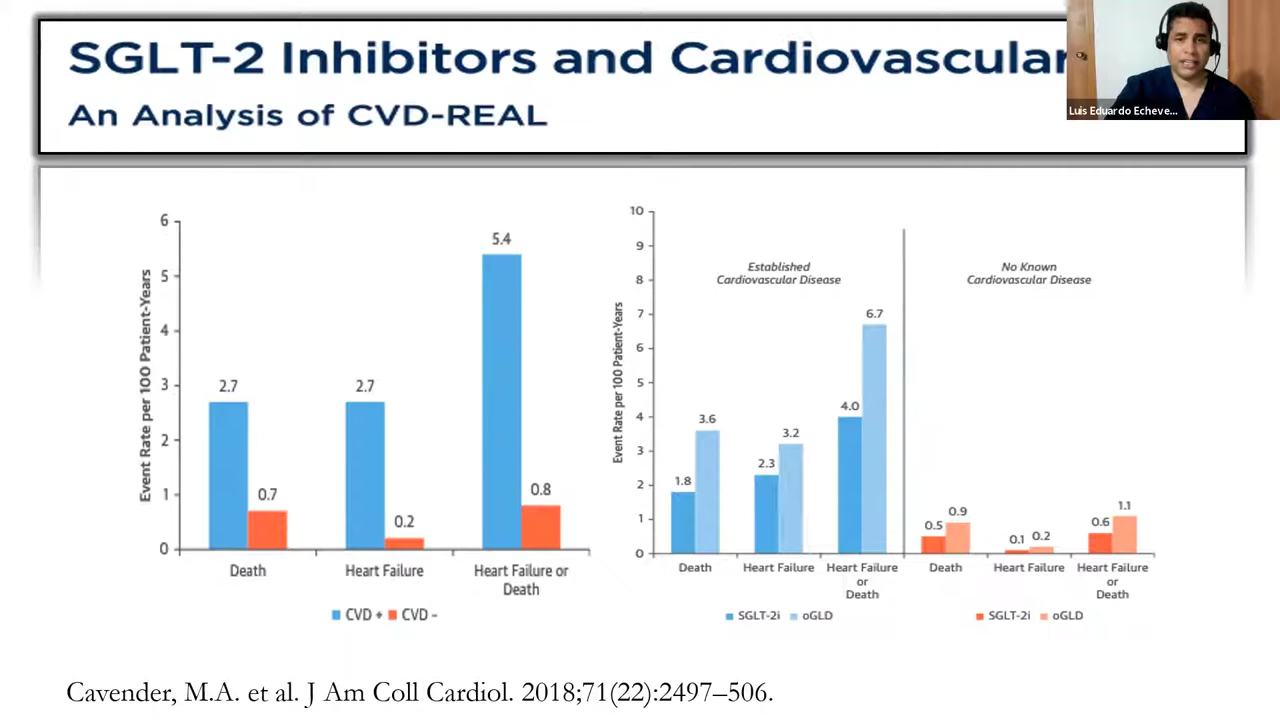 SGLT-2 Inhibitors and Cardiovascular
An Analysis of CVD-REAL
Luis Eduardo Echeve...
Event Rate per 100 Patient-Years
6
5
4
3
2
1
0
2.7
0.7
2.7
0.2
5.4
0.8
Death
Heart Failure
Heart Failure or
Death
CVD + CVD -
Event Rate per 100 Patient-Years
10
9
8
7
6
5
4
3
2
1
0
Established
Cardiovascular Disease
No Known
Cardiovascular Disease
1.8
3.6
2.3
3.2
4.0
6.7
0.5
0.9
0.1
0.2
0.6
1.1
Death
Heart Failure
Heart Failure
or
Death
Death
Heart Failure
Heart Failure
or
Death
SGLT-2i oGLD
SGLT-2i oGLD
Cavender, M.A. et al. J Am Coll Cardiol. 2018;71(22):2497–506.